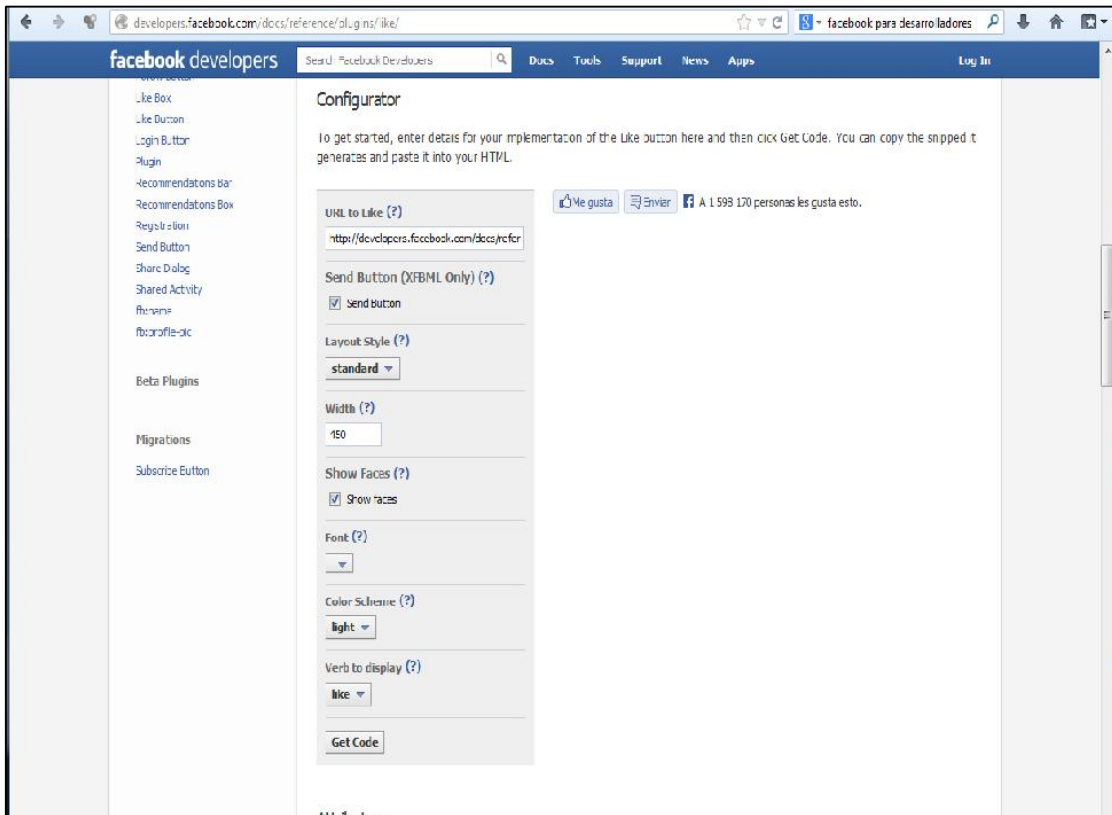 developers.facebook.com/docs/reference/plugins/like/
facebook para desarrolladores
facebook developers
Search Facebook Developers
Docs Tools Support News Apps
Log In
Like Box
Like Button
Login Button
Plugin
Recommendations Bar
Recommendations Box
Registration
Send Button
Share Dialog
Shared Activity
fb:name
fb:profile-pic
Beta Plugins
Migrations
Subscribe Button
Configurator
To get started, enter details for your implementation of the Like button here and then click Get Code. You can copy the snipped it
generates and paste it into your HTML.
URL to Like (?)
http://developers.facebook.com/docs/refer
Send Button (XFBML Only) (?)
Send Button
Layout Style (?)
standard
Width (?)
450
Show Faces (?)
Show faces
Font (?)
Color Scheme (?)
light
Verb to display (?)
like
Get Code
Me gusta
Enviar
A 1 598 170 personas les gusta esto.